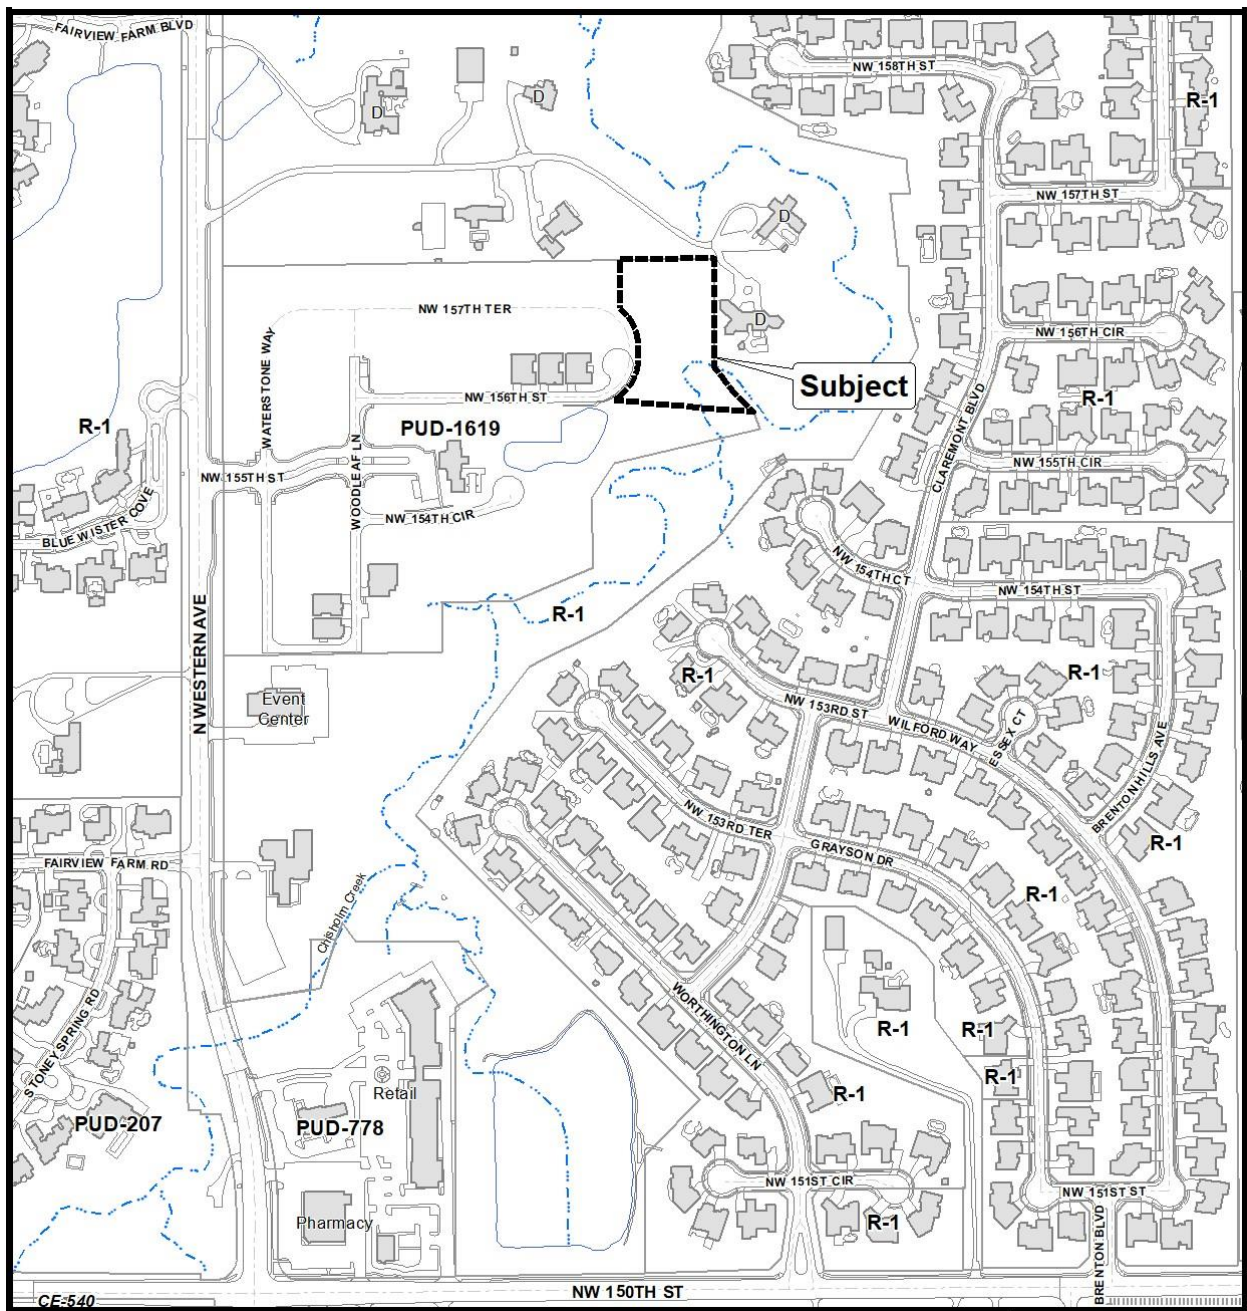 FAIRVIEW FARM BLVD
NW 158TH ST
D
D
R-1
NW 157TH ST
D
NW 157TH TER
D
NW 156TH CIR
WATERSTONE WAY
Subject
NW 156TH ST
R-1
CLAREMONT BLVD
R-1
PUD-1619
NW 155TH CIR
NW 155TH ST
WOODLEAF LN
BLUE WISTER COVE
NW 154TH CIR
NW 154TH CT
NW 154TH ST
R-1
N WESTERN AVE
R-1
R-1
Event
Center
NW 153RD ST
WILFORD WAY
ESSEX CT
BRENTON HILLS AVE
NW 153RD TER
GRAYSON DR
R-1
FAIRVIEW FARM RD
R-1
Chisholm Creek
STONEY SPRING RD
WORTHINGTON LN
R-1
R-1
R-1
Retail
R-1
PUD-207
PUD-778
NW 151ST CIR
NW 151ST ST
Pharmacy
R-1
BRENTON BLVD
NW 150TH ST
CE-540